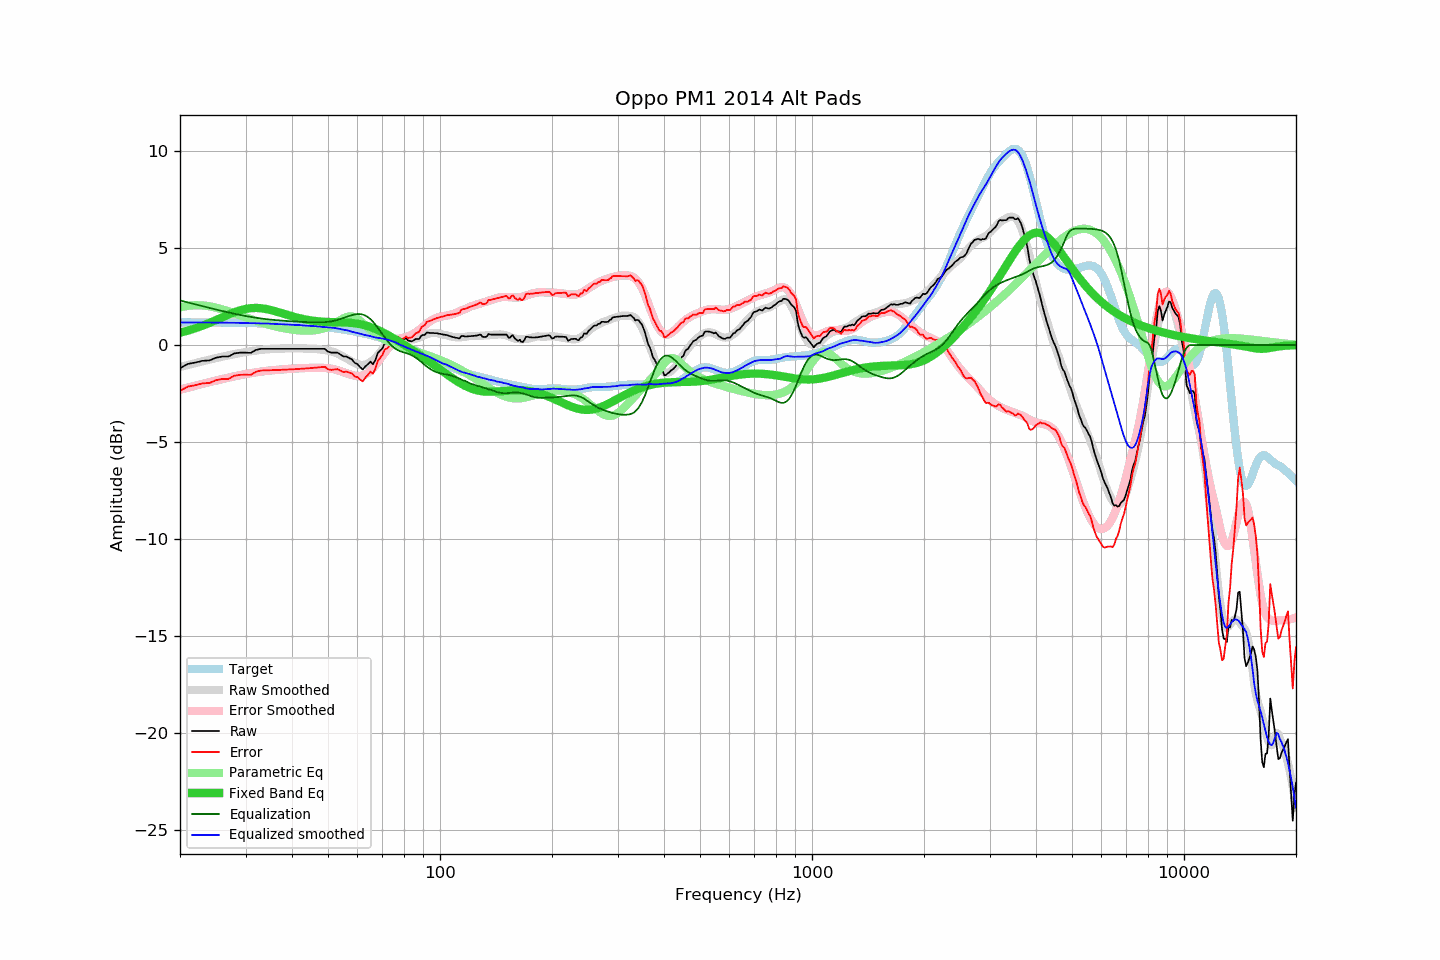 Oppo PM1 2014 Alt Pads
10
5
0
−5
−10
−15
−20
−25
Amplitude (dBr)
Target
Raw Smoothed
Error Smoothed
Raw
Error
Parametric Eq
Fixed Band Eq
Equalization
Equalized smoothed
100
1000
10000
Frequency (Hz)